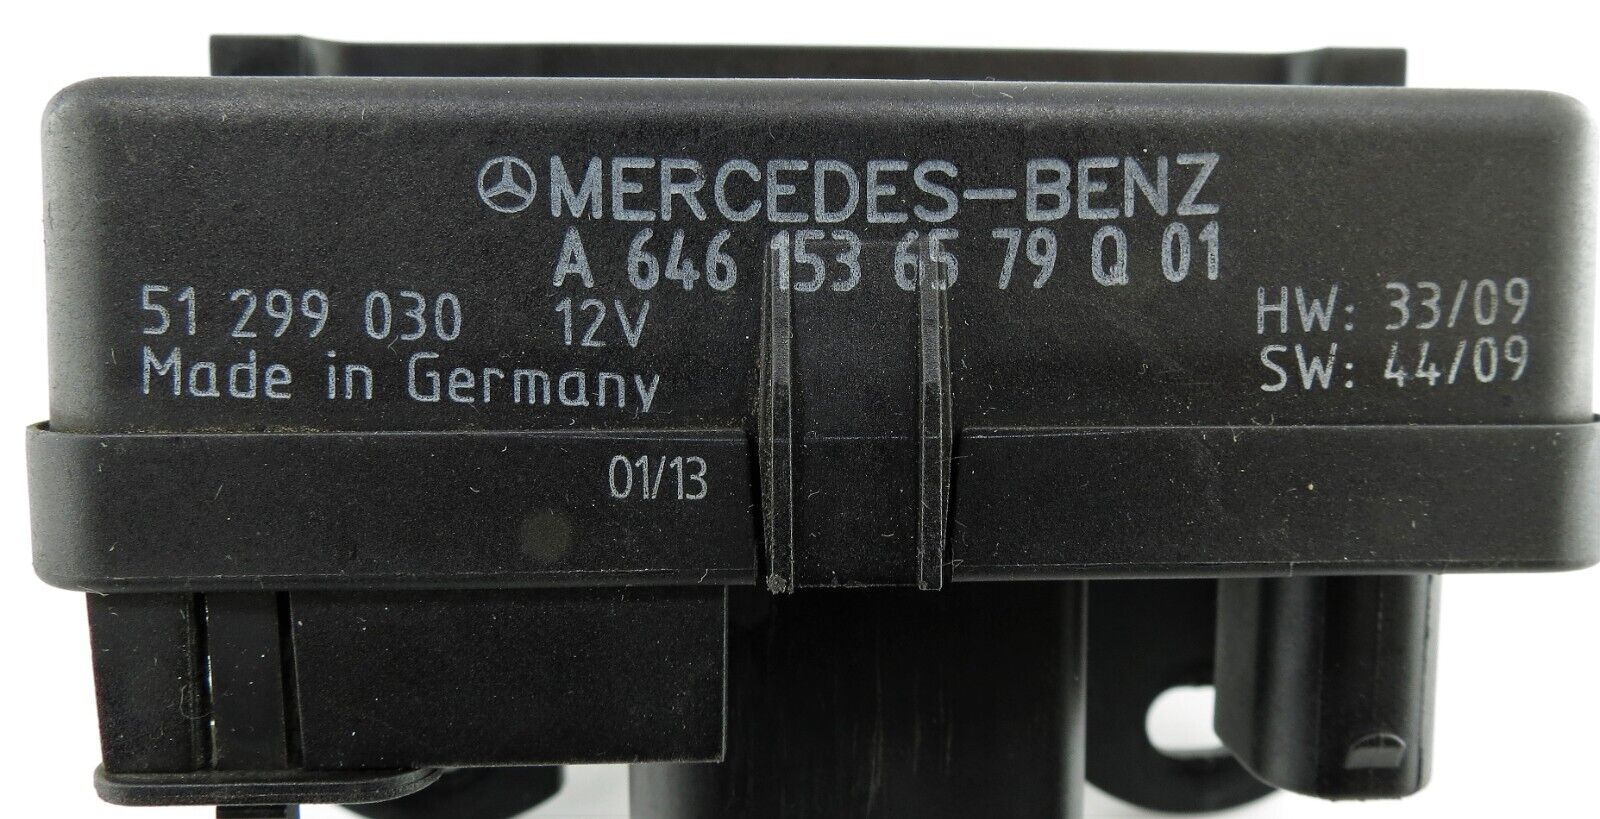 MERCEDES-BENZ
A 646 153 65 79 Q 01
51 299 030 12V
Made in Germany
HW: 33/09
SW: 44/09
01/13